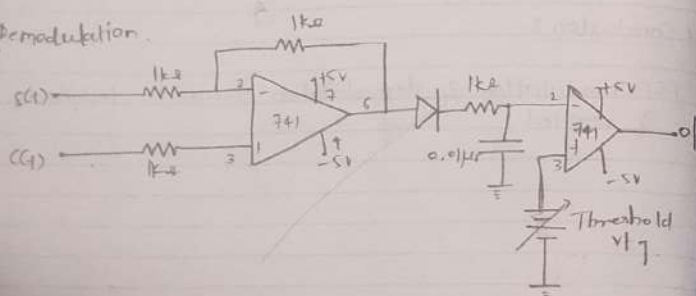 Demodulation.
1kΩ
1kΩ
S(t)
2
-
+5V
7
741
6
4
-5V
C(t)
1kΩ
3
1kΩ
0.01μf
2
-
+5V
741
+
3
-5V
o|
Threshold
v/g.